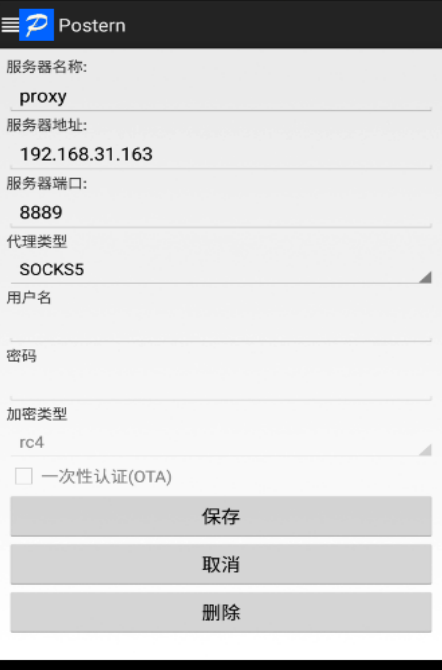 Postern
服务器名称:
proxy
服务器地址:
192.168.31.163
服务器端口:
8889
代理类型
SOCKS5
用户名
密码
加密类型
rc4
一次性认证(OTA)
保存
取消
删除